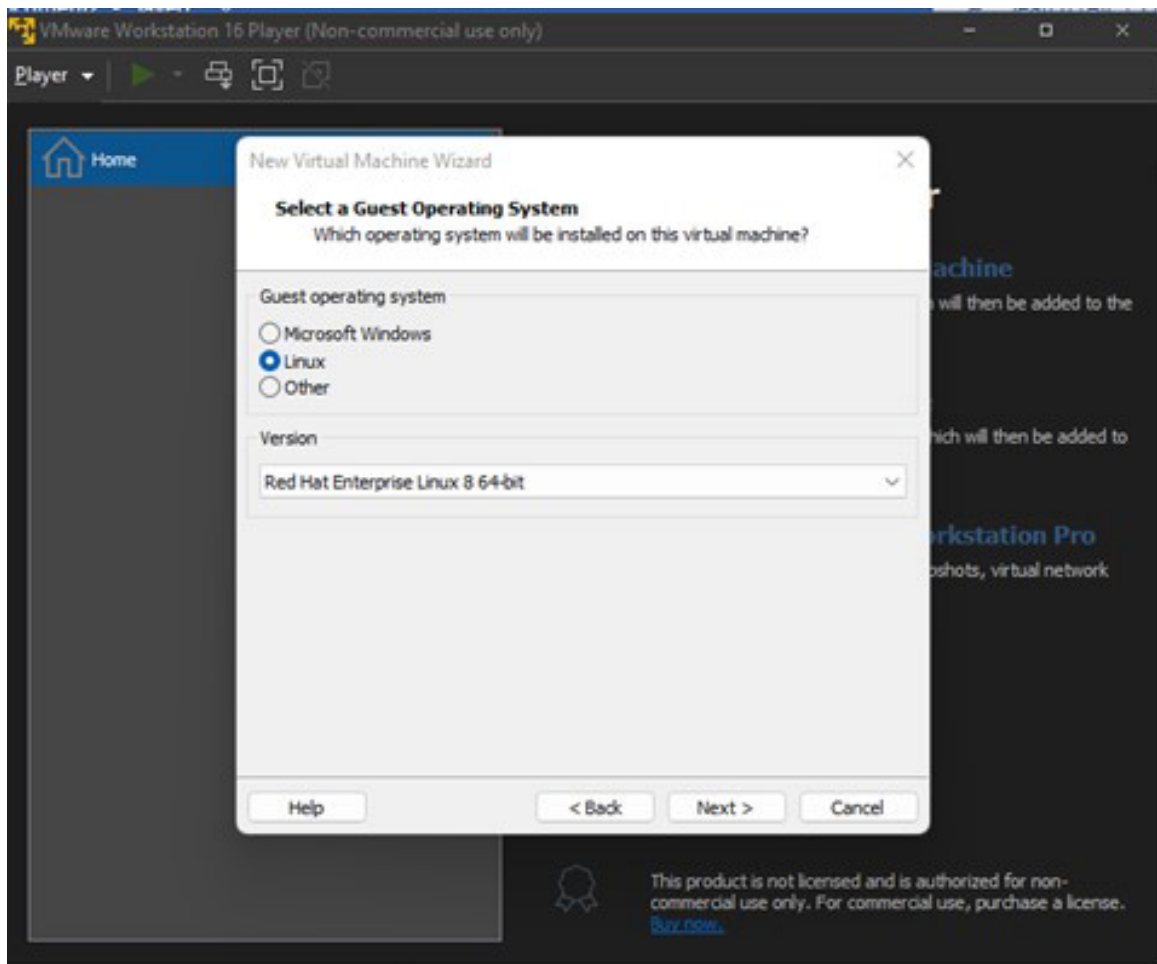 VMware Workstation 16 Player (Non-commercial use only)
Player
Home
New Virtual Machine Wizard
Select a Guest Operating System
Which operating system will be installed on this virtual machine?
Guest operating system
Microsoft Windows
Linux
Other
Version
Red Hat Enterprise Linux 8 64-bit
Help
< Back
Next >
Cancel
achine
will then be added to the
hich will then be added to
rkstation Pro
pshots, virtual network
This product is not licensed and is authorized for non-
commercial use only. For commercial use, purchase a license.
Buy now.